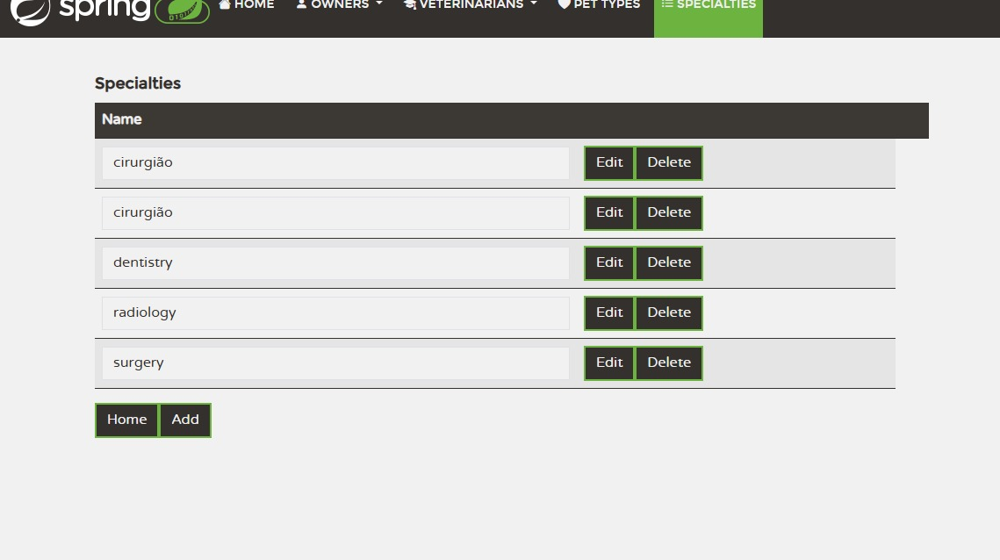 spring HOME OWNERS VETERINARIANS PET TYPES SPECIALTIES
Specialties
Name
cirurgião Edit Delete
cirurgião Edit Delete
dentistry Edit Delete
radiology Edit Delete
surgery Edit Delete
Home Add